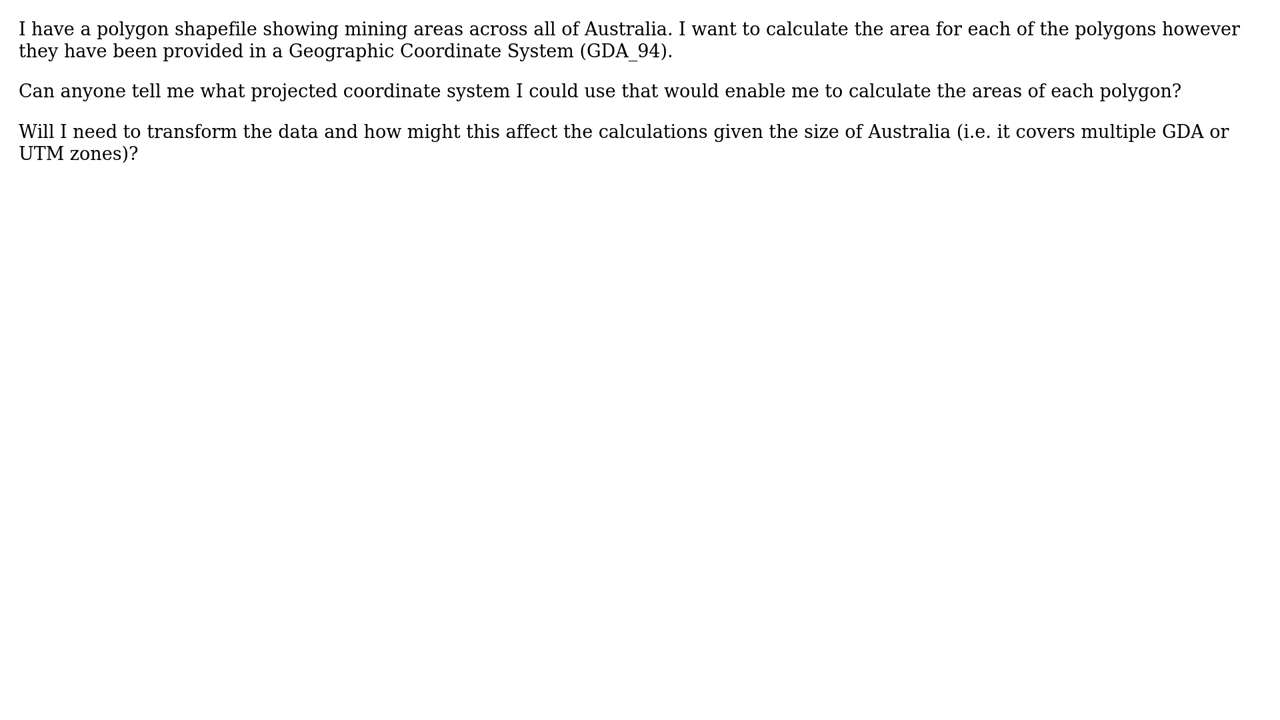 I have a polygon shapefile showing mining areas across all of Australia. I want to calculate the area for each of the polygons however
they have been provided in a Geographic Coordinate System (GDA_94).
Can anyone tell me what projected coordinate system I could use that would enable me to calculate the areas of each polygon?
Will I need to transform the data and how might this affect the calculations given the size of Australia (i.e. it covers multiple GDA or
UTM zones)?